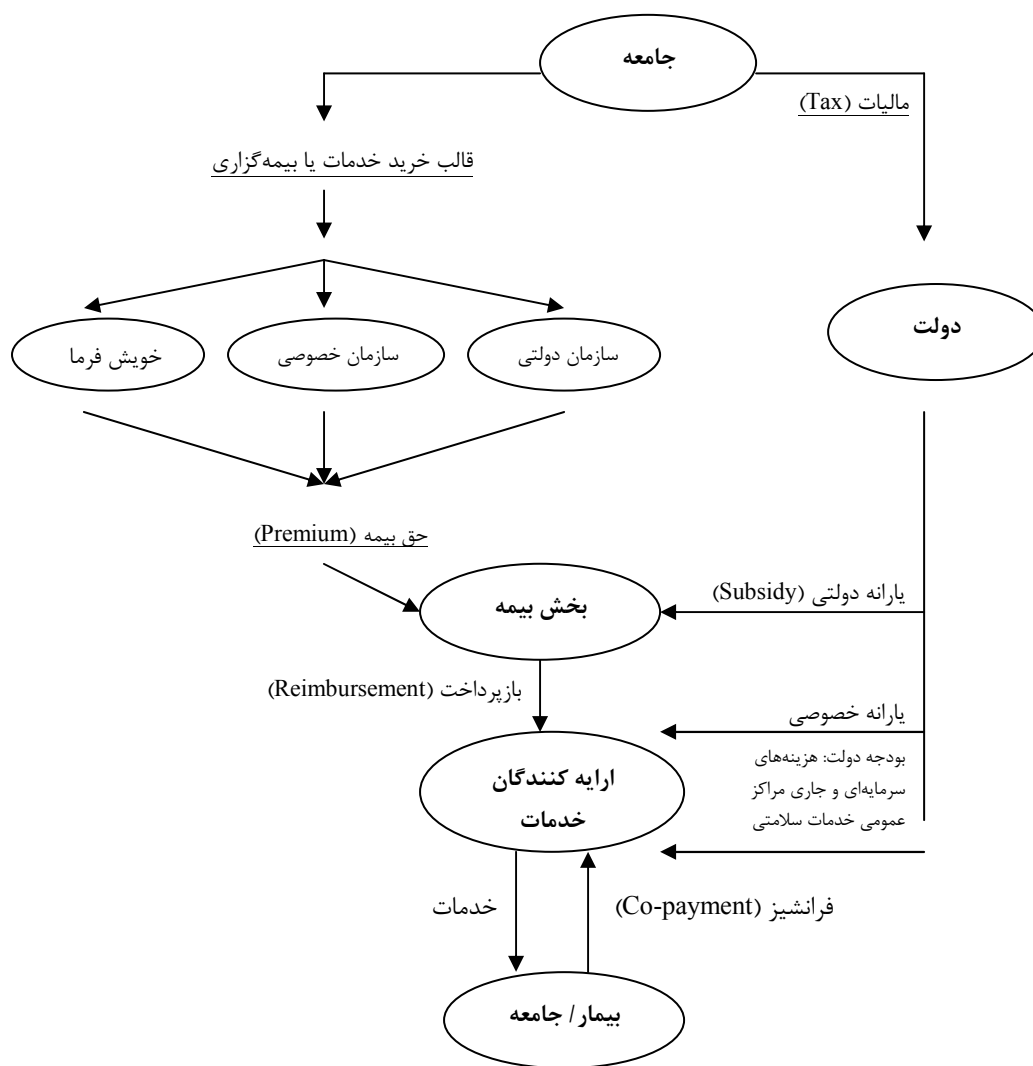 جامعه
مالیات (Tax)
قالب خرید خدمات یا بیمه‌گزاری
دولت
سازمان دولتی
سازمان خصوصی
خویش فرما
حق بیمه (Premium)
یارانه دولتی (Subsidy)
بخش بیمه
بازپرداخت (Reimbursement)
یارانه خصوصی
بودجه دولت: هزینه‌های
سرمایه‌ای و جاری مراکز
عمومی خدمات سلامتی
ارایه کنندگان
خدمات
فرانشیز (Co-payment)
خدمات
بیمار/ جامعه